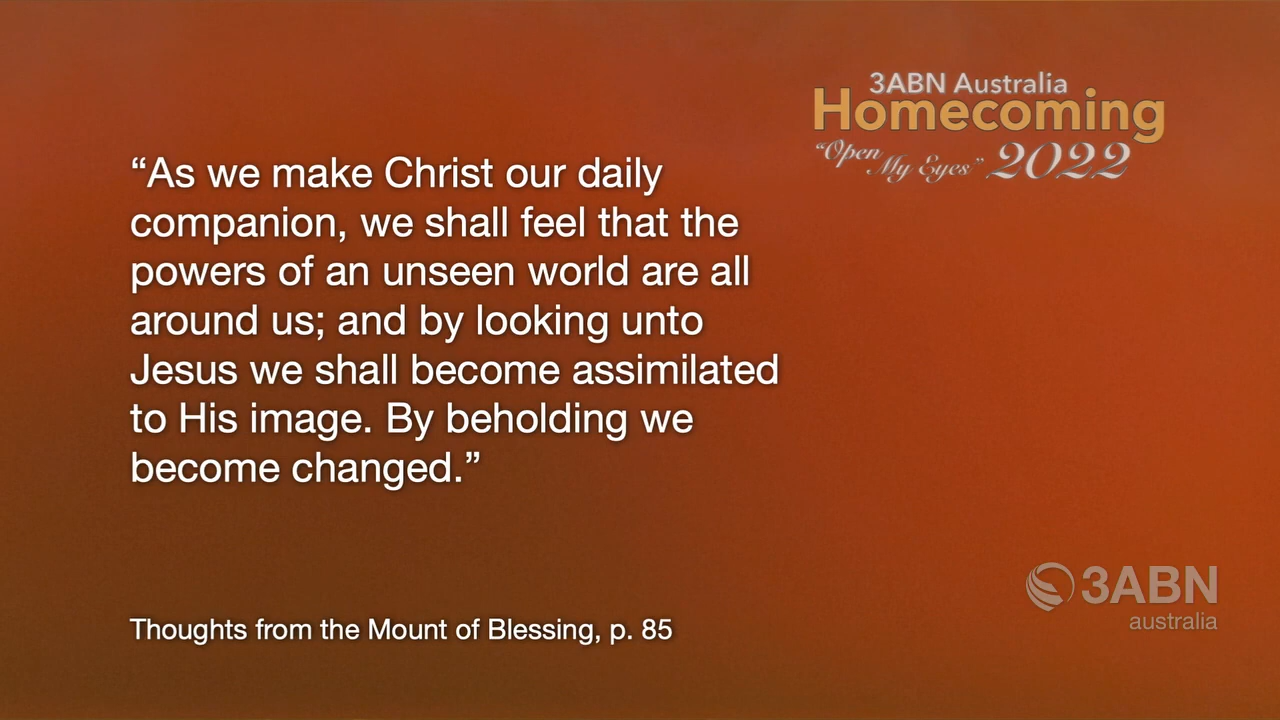 3ABN Australia
Homecoming
“Open My Eyes” 2022
“As we make Christ our daily
companion, we shall feel that the
powers of an unseen world are all
around us; and by looking unto
Jesus we shall become assimilated
to His image. By beholding we
become changed.”
Thoughts from the Mount of Blessing, p. 85
3ABN
australia